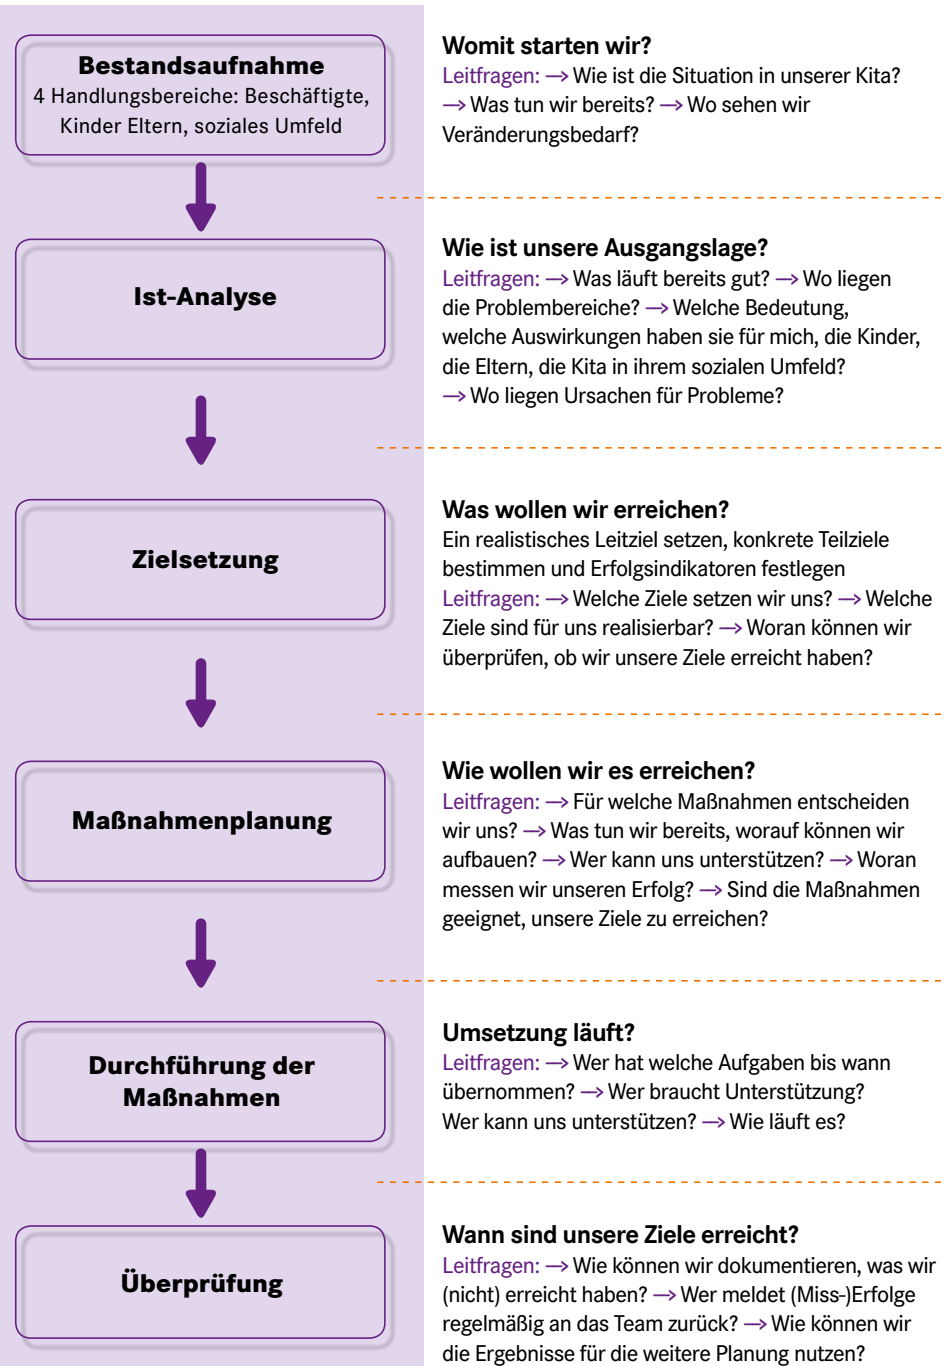 Bestandsaufnahme
4 Handlungsbereiche: Beschäftigte,
Kinder Eltern, soziales Umfeld
Womit starten wir?
Leitfragen: → Wie ist die Situation in unserer Kita?
→ Was tun wir bereits? → Wo sehen wir
Veränderungsbedarf?
Ist-Analyse
Wie ist unsere Ausgangslage?
Leitfragen: → Was läuft bereits gut? → Wo liegen
die Problembereiche? → Welche Bedeutung,
welche Auswirkungen haben sie für mich, die Kinder,
die Eltern, die Kita in ihrem sozialen Umfeld?
→ Wo liegen Ursachen für Probleme?
Zielsetzung
Was wollen wir erreichen?
Ein realistisches Leitziel setzen, konkrete Teilziele
bestimmen und Erfolgsindikatoren festlegen
Leitfragen: → Welche Ziele setzen wir uns? → Welche
Ziele sind für uns realisierbar? → Woran können wir
überprüfen, ob wir unsere Ziele erreicht haben?
Maßnahmenplanung
Wie wollen wir es erreichen?
Leitfragen: → Für welche Maßnahmen entscheiden
wir uns? → Was tun wir bereits, worauf können wir
aufbauen? → Wer kann uns unterstützen? → Woran
messen wir unseren Erfolg? → Sind die Maßnahmen
geeignet, unsere Ziele zu erreichen?
Durchführung der
Maßnahmen
Umsetzung läuft?
Leitfragen: → Wer hat welche Aufgaben bis wann
übernommen? → Wer braucht Unterstützung?
Wer kann uns unterstützen? → Wie läuft es?
Überprüfung
Wann sind unsere Ziele erreicht?
Leitfragen: → Wie können wir dokumentieren, was wir
(nicht) erreicht haben? → Wer meldet (Miss-)Erfolge
regelmäßig an das Team zurück? → Wie können wir
die Ergebnisse für die weitere Planung nutzen?